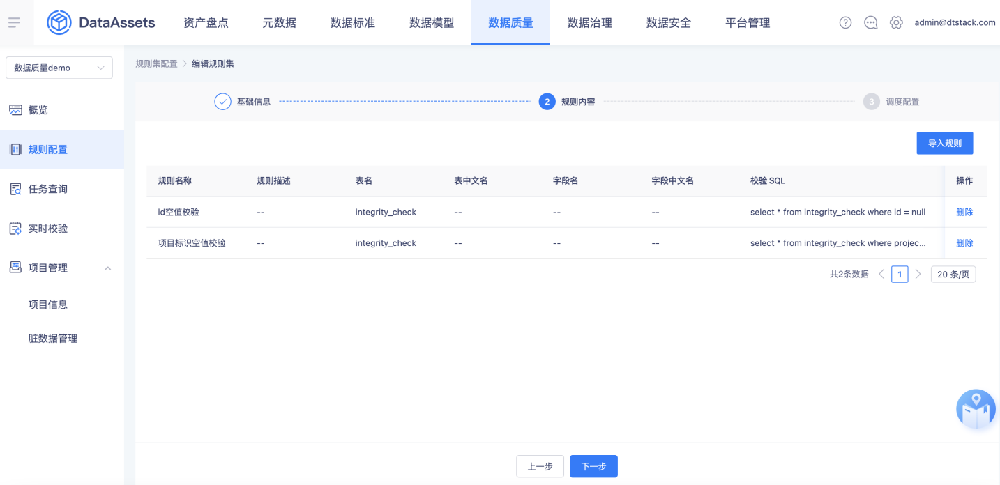 DataAssets 资产盘点 元数据 数据标准 数据模型 数据质量 数据治理 数据安全 平台管理 admin@dtstack.com
数据质量demo
概览
规则配置
任务查询
实时校验
项目管理
项目信息
脏数据管理
规则集配置 > 编辑规则集
基础信息 2 规则内容 3 调度配置
导入规则
规则名称 规则描述 表名 表中文名 字段名 字段中文名 校验 SQL 操作
id空值校验 -- integrity_check -- -- -- select * from integrity_check where id = null 删除
项目标识空值校验 -- integrity_check -- -- -- select * from integrity_check where projec... 删除
共2条数据 < 1 > 20 条/页
上一步 下一步